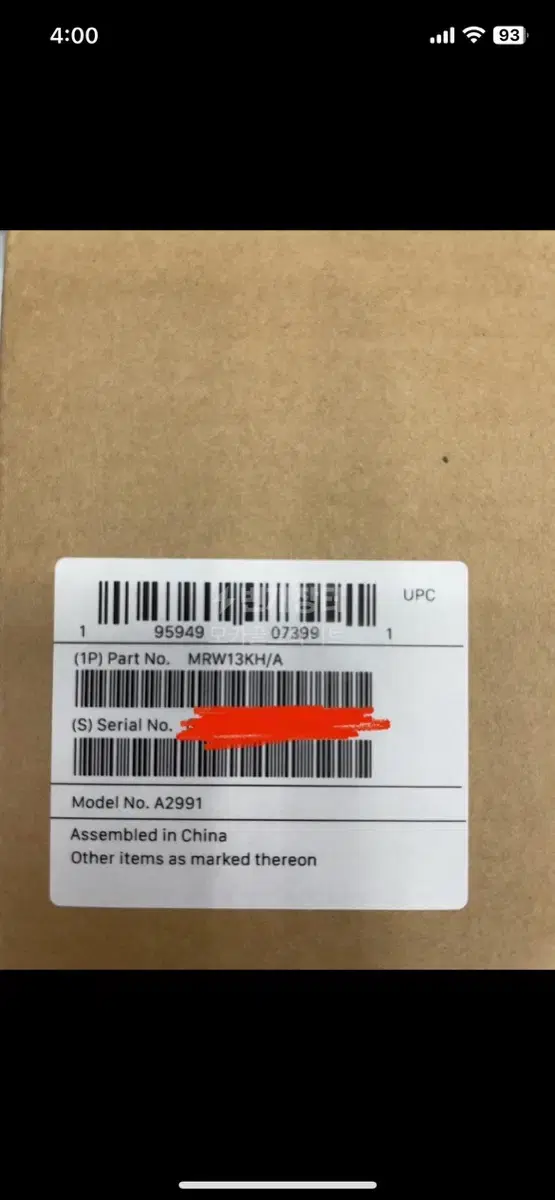 4:00
93
UPC
1 95949 07399 1
(1P) Part No. MRW13KH/A
(S) Serial No.
Model No. A2991
Assembled in China
Other items as marked thereon